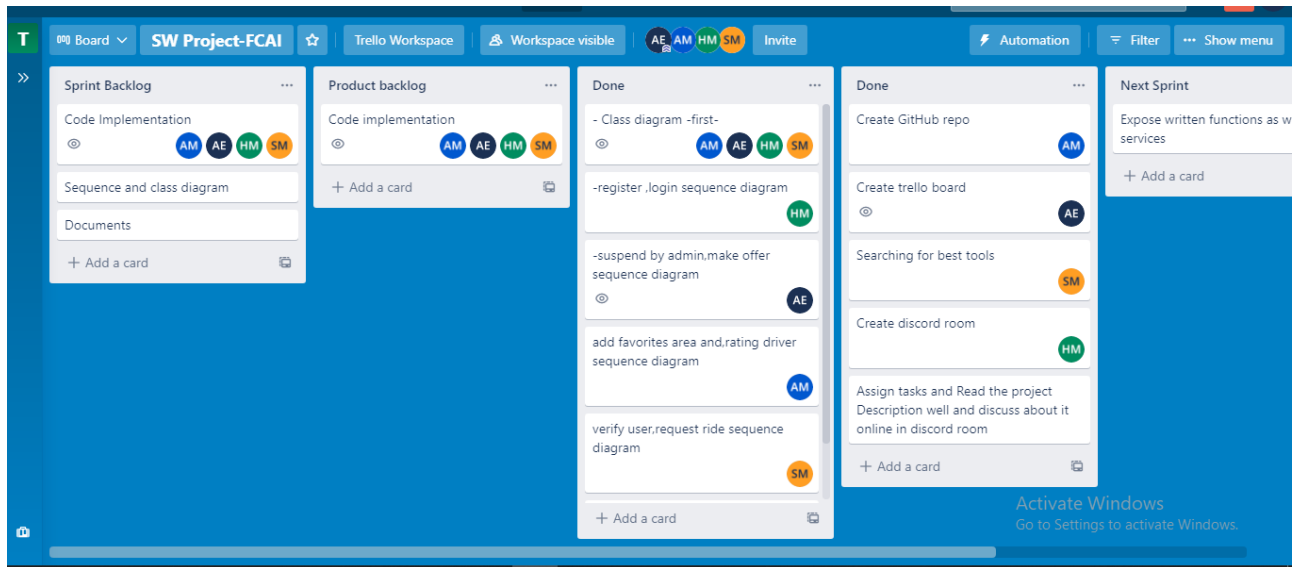 T
Board
SW Project-FCAI
Trello Workspace
Workspace visible
AE AM HM SM
Invite
Automation
Filter
Show menu
Sprint Backlog
Code Implementation
AM AE HM SM
Sequence and class diagram
Documents
+ Add a card
Product backlog
Code implementation
AM AE HM SM
+ Add a card
Done
- Class diagram -first-
AM AE HM SM
-register ,login sequence diagram
HM
-suspend by admin,make offer
sequence diagram
AE
add favorites area and,rating driver
sequence diagram
AM
verify user,request ride sequence
diagram
SM
+ Add a card
Done
Create GitHub repo
AM
Create trello board
AE
Searching for best tools
SM
Create discord room
HM
Assign tasks and Read the project
Description well and discuss about it
online in discord room
+ Add a card
Next Sprint
Expose written functions as w
services
+ Add a card
Activate Windows
Go to Settings to activate Windows.